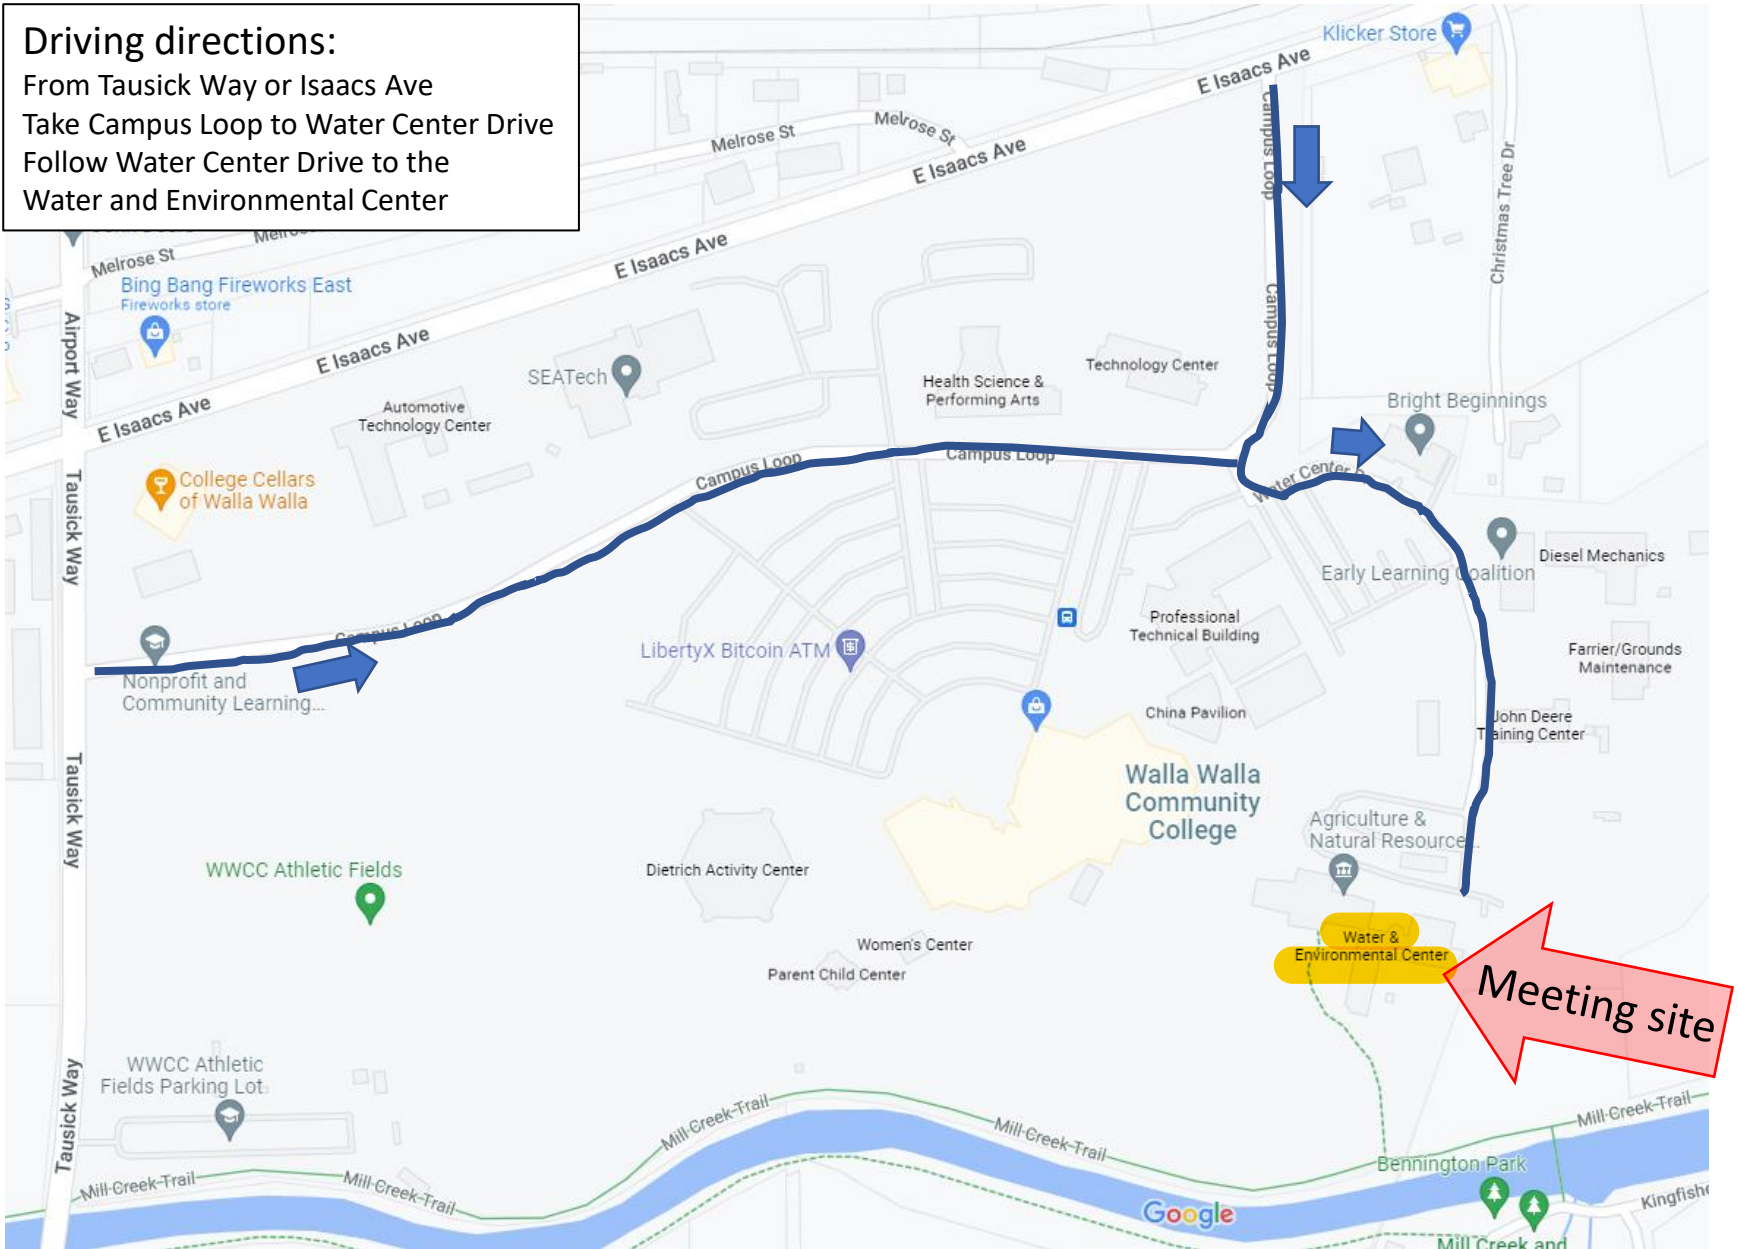 Driving directions:
From Tausick Way or Isaacs Ave
Take Campus Loop to Water Center Drive
Follow Water Center Drive to the
Water and Environmental Center
Klicker Store
E Isaacs Ave
Campus Loop
Melrose St
Melrose St
E Isaacs Ave
Christmas Tree Dr
Melrose St
E Isaacs Ave
Bing Bang Fireworks East
Fireworks store
Airport Way
Campus Loop
E Isaacs Ave
SEATech
Technology Center
Health Science &
Performing Arts
Bright Beginnings
E Isaacs Ave
Automotive
Technology Center
Campus Loop
Campus Loop
Water Center
College Cellars
of Walla Walla
Tausick Way
Diesel Mechanics
Early Learning Coalition
Campus Loop
Professional
Technical Building
LibertyX Bitcoin ATM
Farrier/Grounds
Maintenance
Nonprofit and
Community Learning...
China Pavilion
John Deere
Training Center
Tausick Way
Walla Walla
Community
College
Agriculture &
Natural Resource...
WWCC Athletic Fields
Dietrich Activity Center
Women's Center
Parent Child Center
Water &
Environmental Center
Meeting site
WWCC Athletic
Fields Parking Lot
Tausick Way
Mill Creek Trail
Mill Creek Trail
Mill Creek Trail
Mill Creek Trail
Mill Creek Trail
Bennington Park
Google
Kingfishe
Mill Creek and